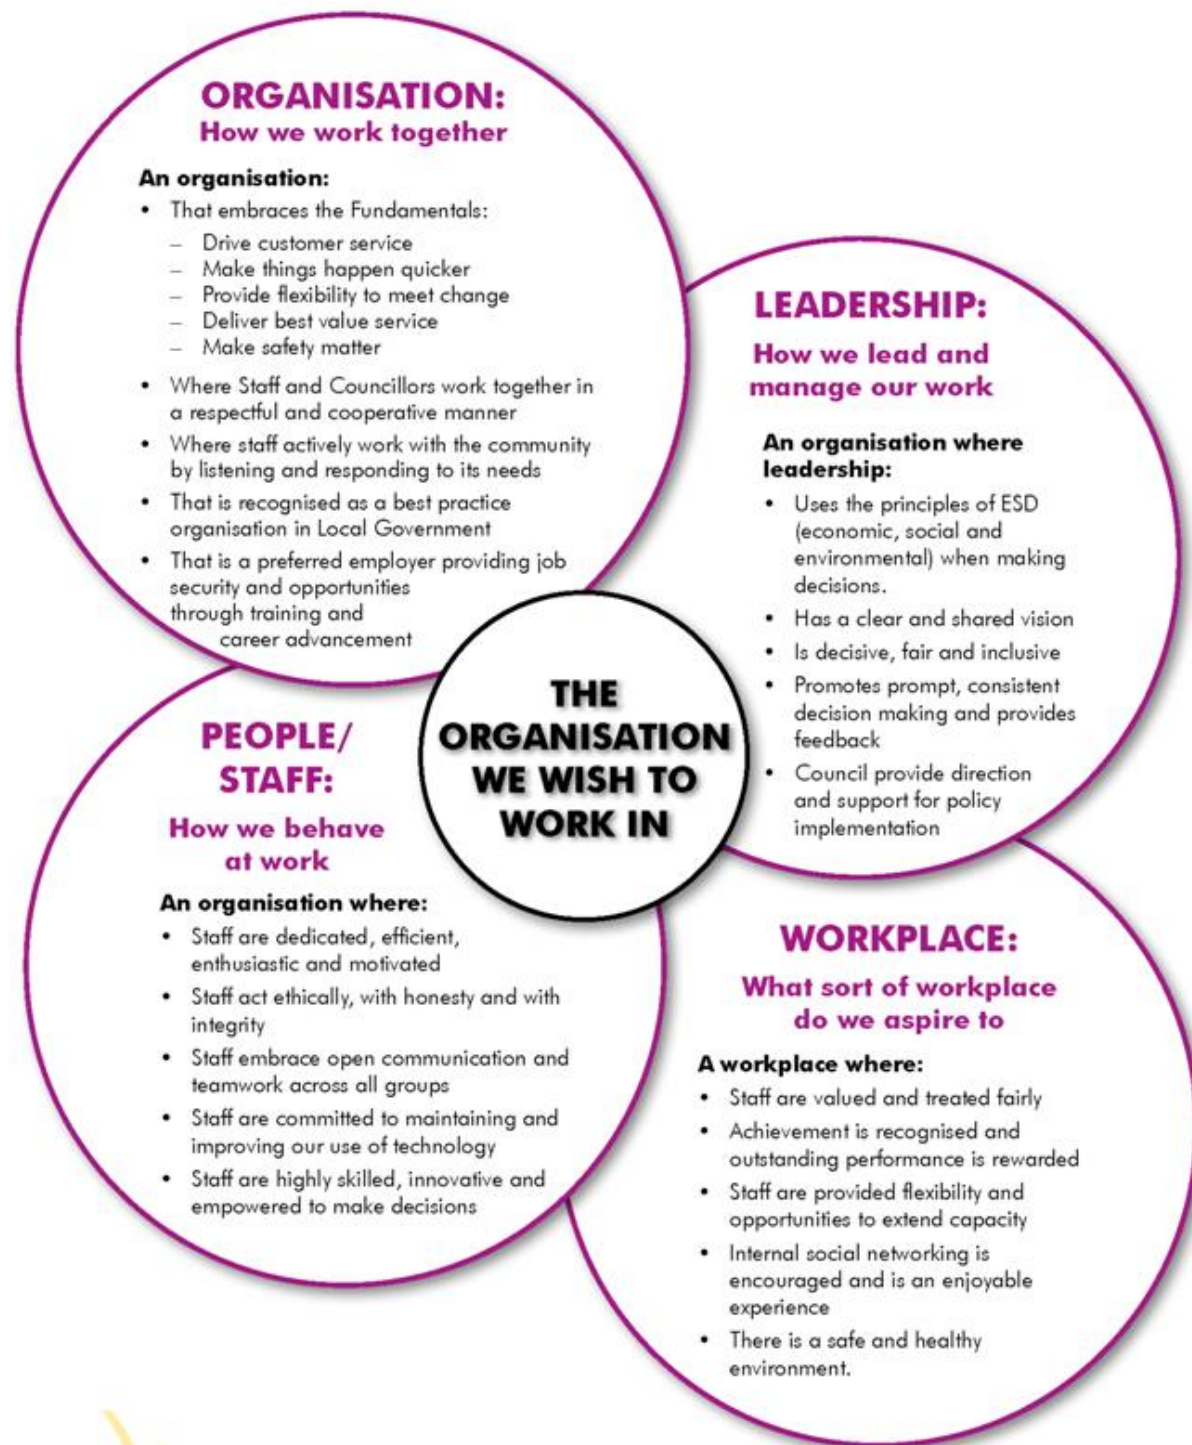 ORGANISATION:
How we work together
An organisation:
• That embraces the Fundamentals:
– Drive customer service
– Make things happen quicker
– Provide flexibility to meet change
– Deliver best value service
– Make safety matter
• Where Staff and Councillors work together in
a respectful and cooperative manner
• Where staff actively work with the community
by listening and responding to its needs
• That is recognised as a best practice
organisation in Local Government
• That is a preferred employer providing job
security and opportunities
through training and
career advancement
LEADERSHIP:
How we lead and
manage our work
An organisation where
leadership:
• Uses the principles of ESD
(economic, social and
environmental) when making
decisions.
• Has a clear and shared vision
• Is decisive, fair and inclusive
• Promotes prompt, consistent
decision making and provides
feedback
• Council provide direction
and support for policy
implementation
THE
ORGANISATION
WE WISH TO
WORK IN
PEOPLE/
STAFF:
How we behave
at work
An organisation where:
• Staff are dedicated, efficient,
enthusiastic and motivated
• Staff act ethically, with honesty and with
integrity
• Staff embrace open communication and
teamwork across all groups
• Staff are committed to maintaining and
improving our use of technology
• Staff are highly skilled, innovative and
empowered to make decisions
WORKPLACE:
What sort of workplace
do we aspire to
A workplace where:
• Staff are valued and treated fairly
• Achievement is recognised and
outstanding performance is rewarded
• Staff are provided flexibility and
opportunities to extend capacity
• Internal social networking is
encouraged and is an enjoyable
experience
• There is a safe and healthy
environment.